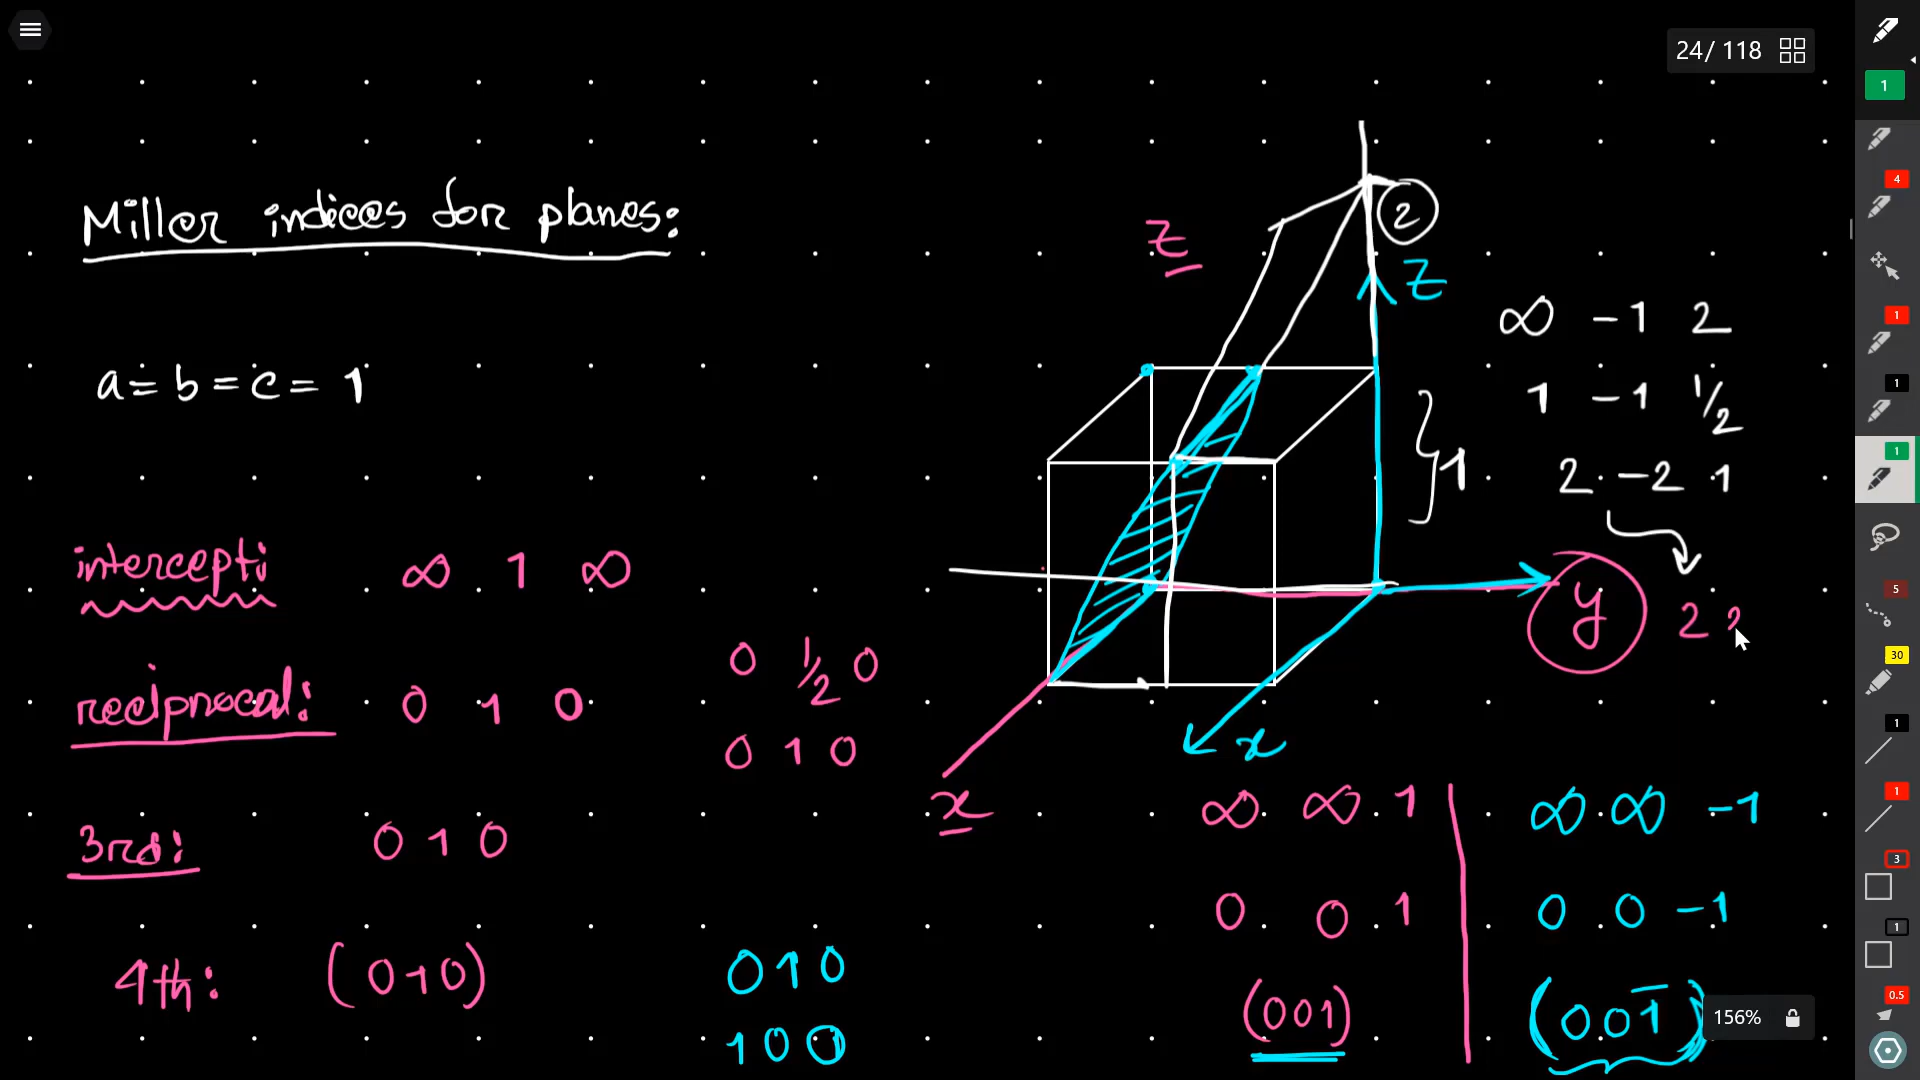 24/ 118
Miller indices for planes:
a = b = c = 1
intercept: ∞ 1 ∞
reciprocal: 0 1 0
0 1/2 0
0 1 0
3rd: 0 1 0
4th: (0 1 0)
0 1 0
1 0 0
z
2
z
}1
y
x
x
∞ -1 2
1 -1 1/2
2 -2 1
2
∞ ∞ 1
0 0 1
(001)
∞ ∞ -1
0 0 -1
(001̄)
156%
1
4
1
1
1
5
30
1
1
3
1
0.5